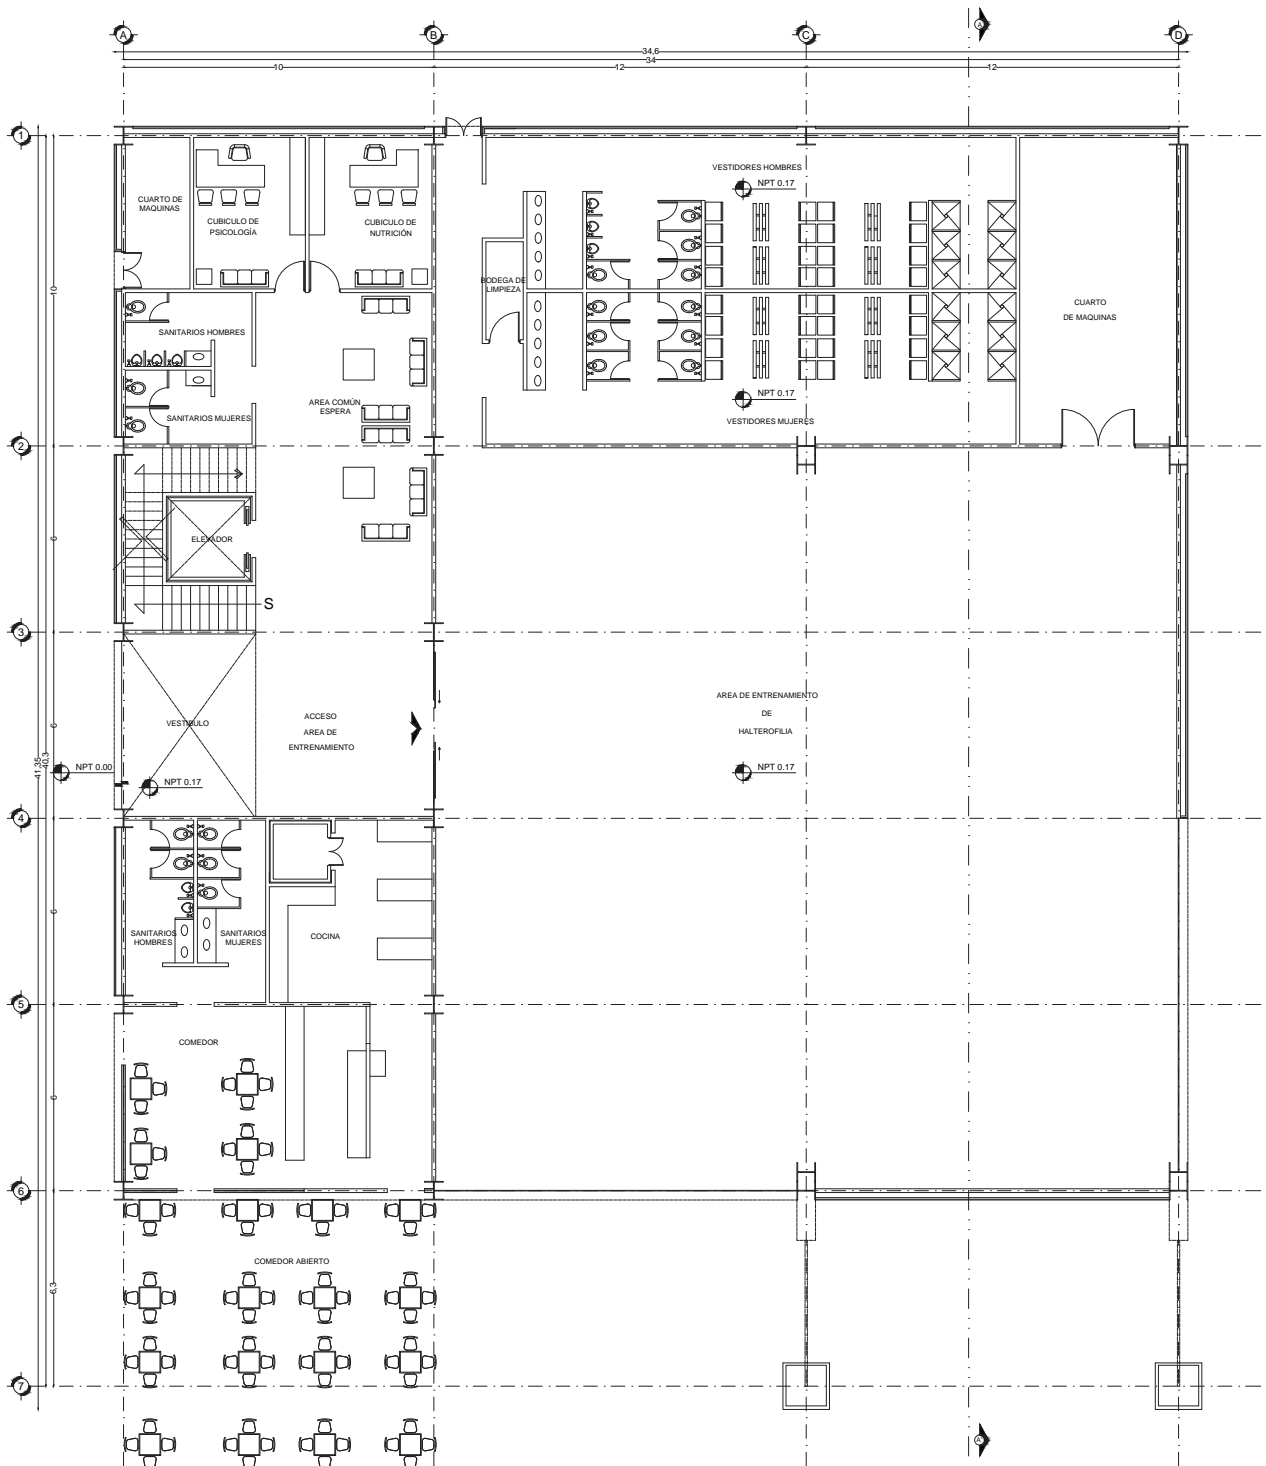 A
B
C
D
A
34,6
34
10
12
12
1
VESTIDORES HOMBRES
NPT 0.17
CUARTO DE
MAQUINAS
CUBICULO DE
PSICOLOGÍA
CUBICULO DE
NUTRICIÓN
BODEGA DE
LIMPIEZA
10
CUARTO
DE MAQUINAS
SANITARIOS HOMBRES
AREA COMÚN
ESPERA
NPT 0.17
SANITARIOS MUJERES
VESTIDORES MUJERES
2
6
ELEVADOR
S
3
6
VESTIBULO
ACCESO
AREA DE
ENTRENAMIENTO
AREA DE ENTRENAMIENTO
DE
HALTEROFILIA
41,35
40,3
NPT 0.00
NPT 0.17
NPT 0.17
4
6
SANITARIOS
HOMBRES
SANITARIOS
MUJERES
COCINA
5
COMEDOR
6
6
COMEDOR ABIERTO
6,3
7
A